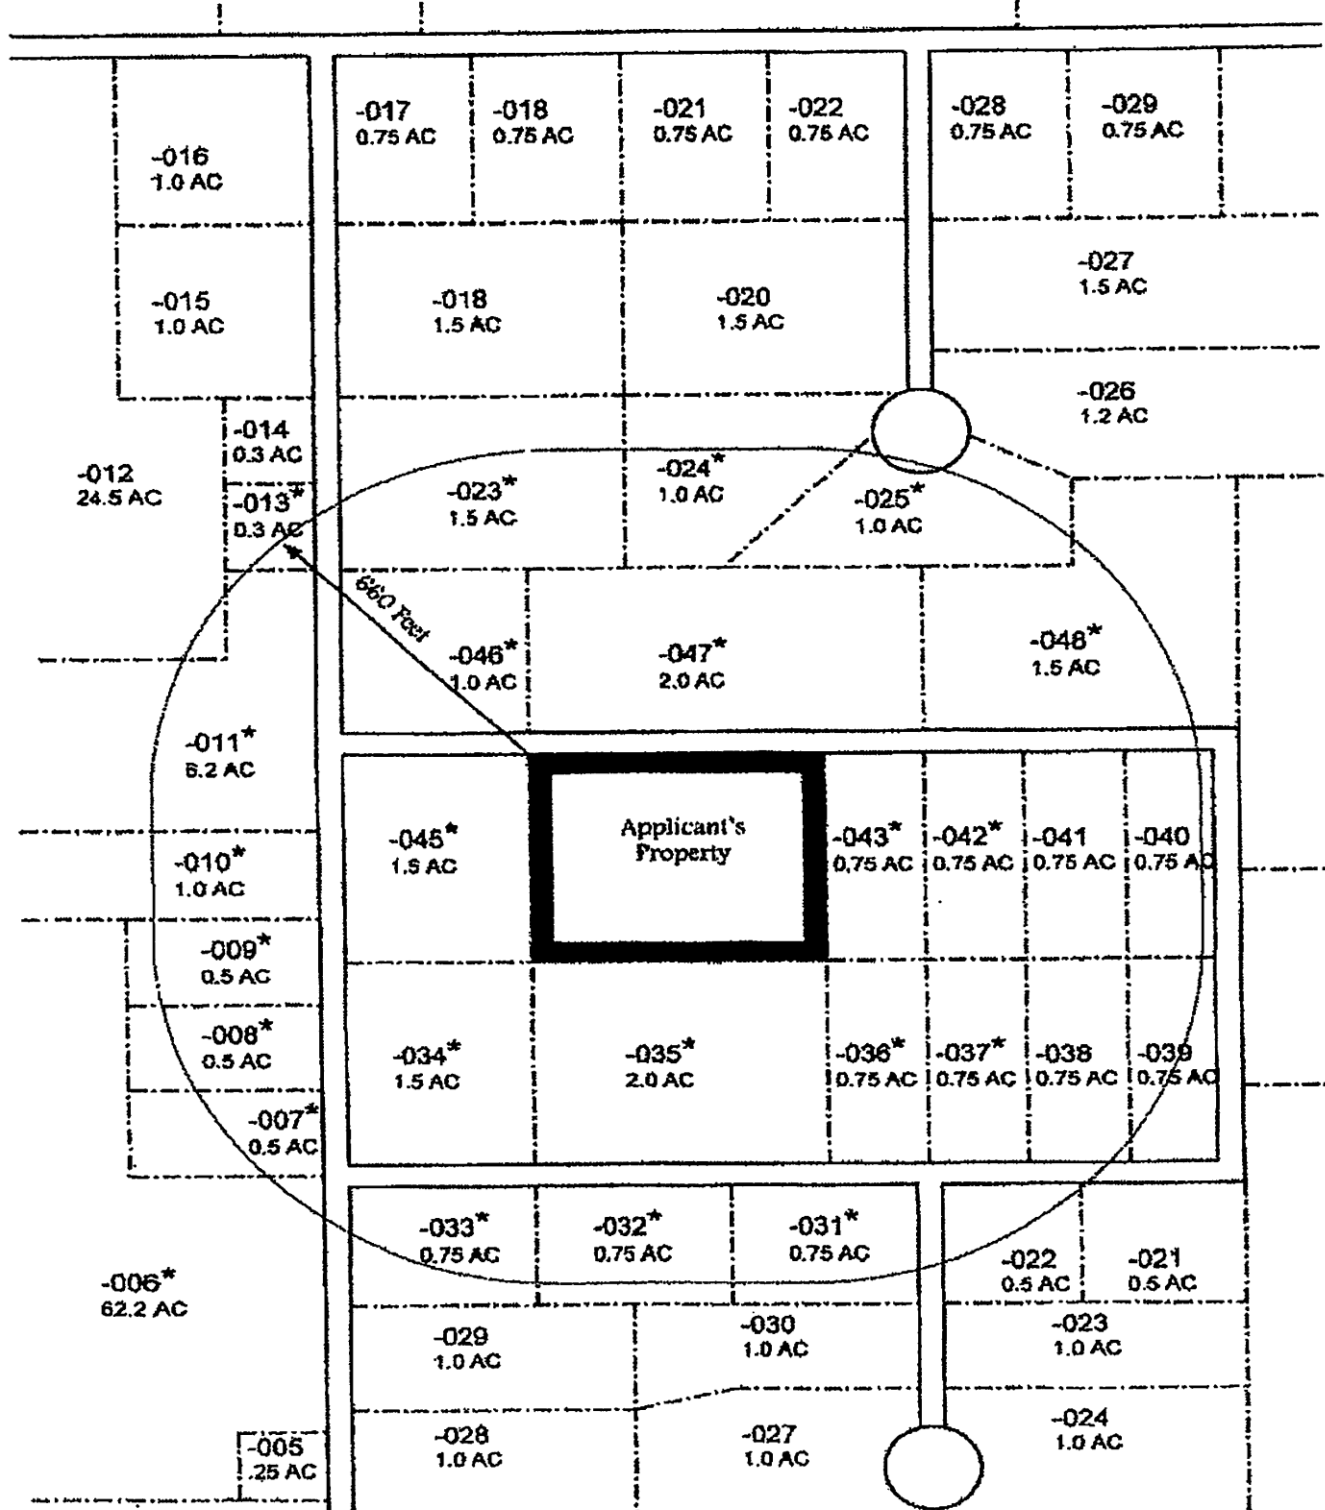 -017
0.75 AC
-018
0.75 AC
-021
0.75 AC
-022
0.75 AC
-028
0.75 AC
-029
0.75 AC
-016
1.0 AC
-015
1.0 AC
-018
1.5 AC
-020
1.5 AC
-027
1.5 AC
-026
1.2 AC
-014
0.3 AC
-012
24.5 AC
-013*
0.3 AC
-023*
1.5 AC
-024*
1.0 AC
-025*
1.0 AC
660 Feet
-046*
1.0 AC
-047*
2.0 AC
-048*
1.5 AC
-011*
6.2 AC
-045*
1.5 AC
Applicant's
Property
-043*
0.75 AC
-042*
0.75 AC
-041
0.75 AC
-040
0.75 AC
-010*
1.0 AC
-009*
0.5 AC
-008*
0.5 AC
-034*
1.5 AC
-035*
2.0 AC
-036*
0.75 AC
-037*
0.75 AC
-038
0.75 AC
-039
0.75 AC
-007*
0.5 AC
-033*
0.75 AC
-032*
0.75 AC
-031*
0.75 AC
-022
0.5 AC
-021
0.5 AC
-006*
62.2 AC
-029
1.0 AC
-030
1.0 AC
-023
1.0 AC
-028
1.0 AC
-027
1.0 AC
-024
1.0 AC
-005
.25 AC